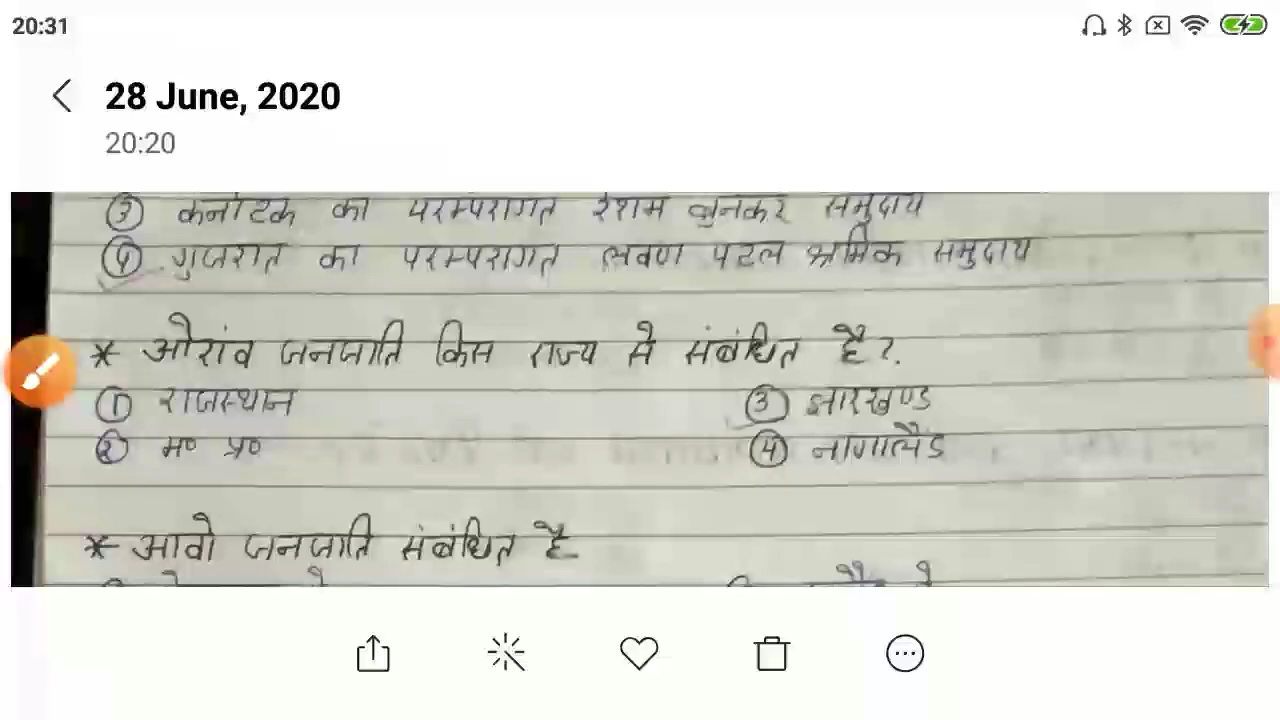 20:31
28 June, 2020
20:20
③ कर्नाटक का परम्परागत रेशम बुनकर समुदाय
④ गुजरात का परम्परागत लवण पटल श्रमिक समुदाय
* ओरांव जनजाति किस राज्य से संबंधित है?.
① राजस्थान ③ झारखण्ड
② म० प्र० ④ नागालैंड
* आवो जनजाति संबंधित है